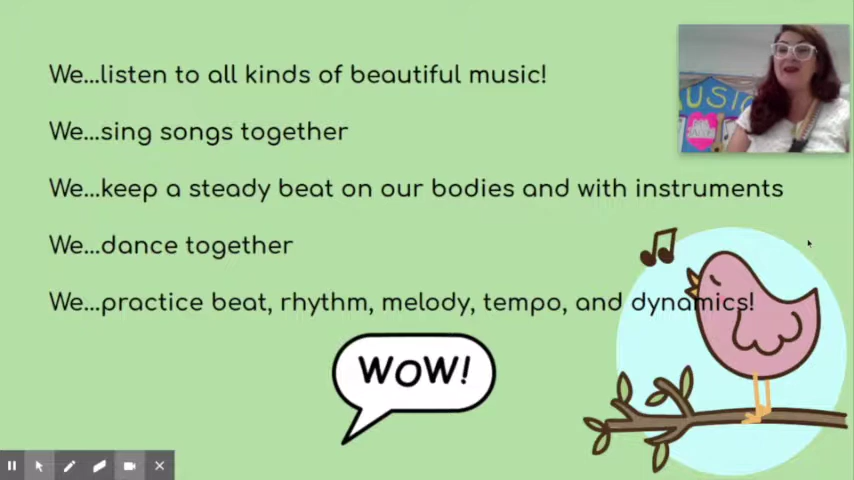 We...listen to all kinds of beautiful music!
We...sing songs together
We...keep a steady beat on our bodies and with instruments
We...dance together
We...practice beat, rhythm, melody, tempo, and dynamics!
WOW!
MUSIC